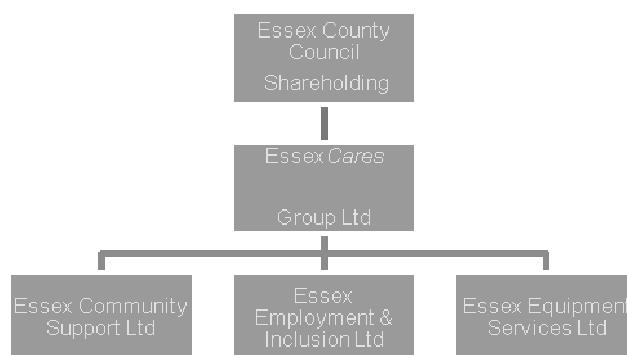 Essex County
Council
Shareholding
Essex Cares
Group Ltd
Essex Community
Support Ltd
Essex
Employment &
Inclusion Ltd
Essex Equipment
Services Ltd